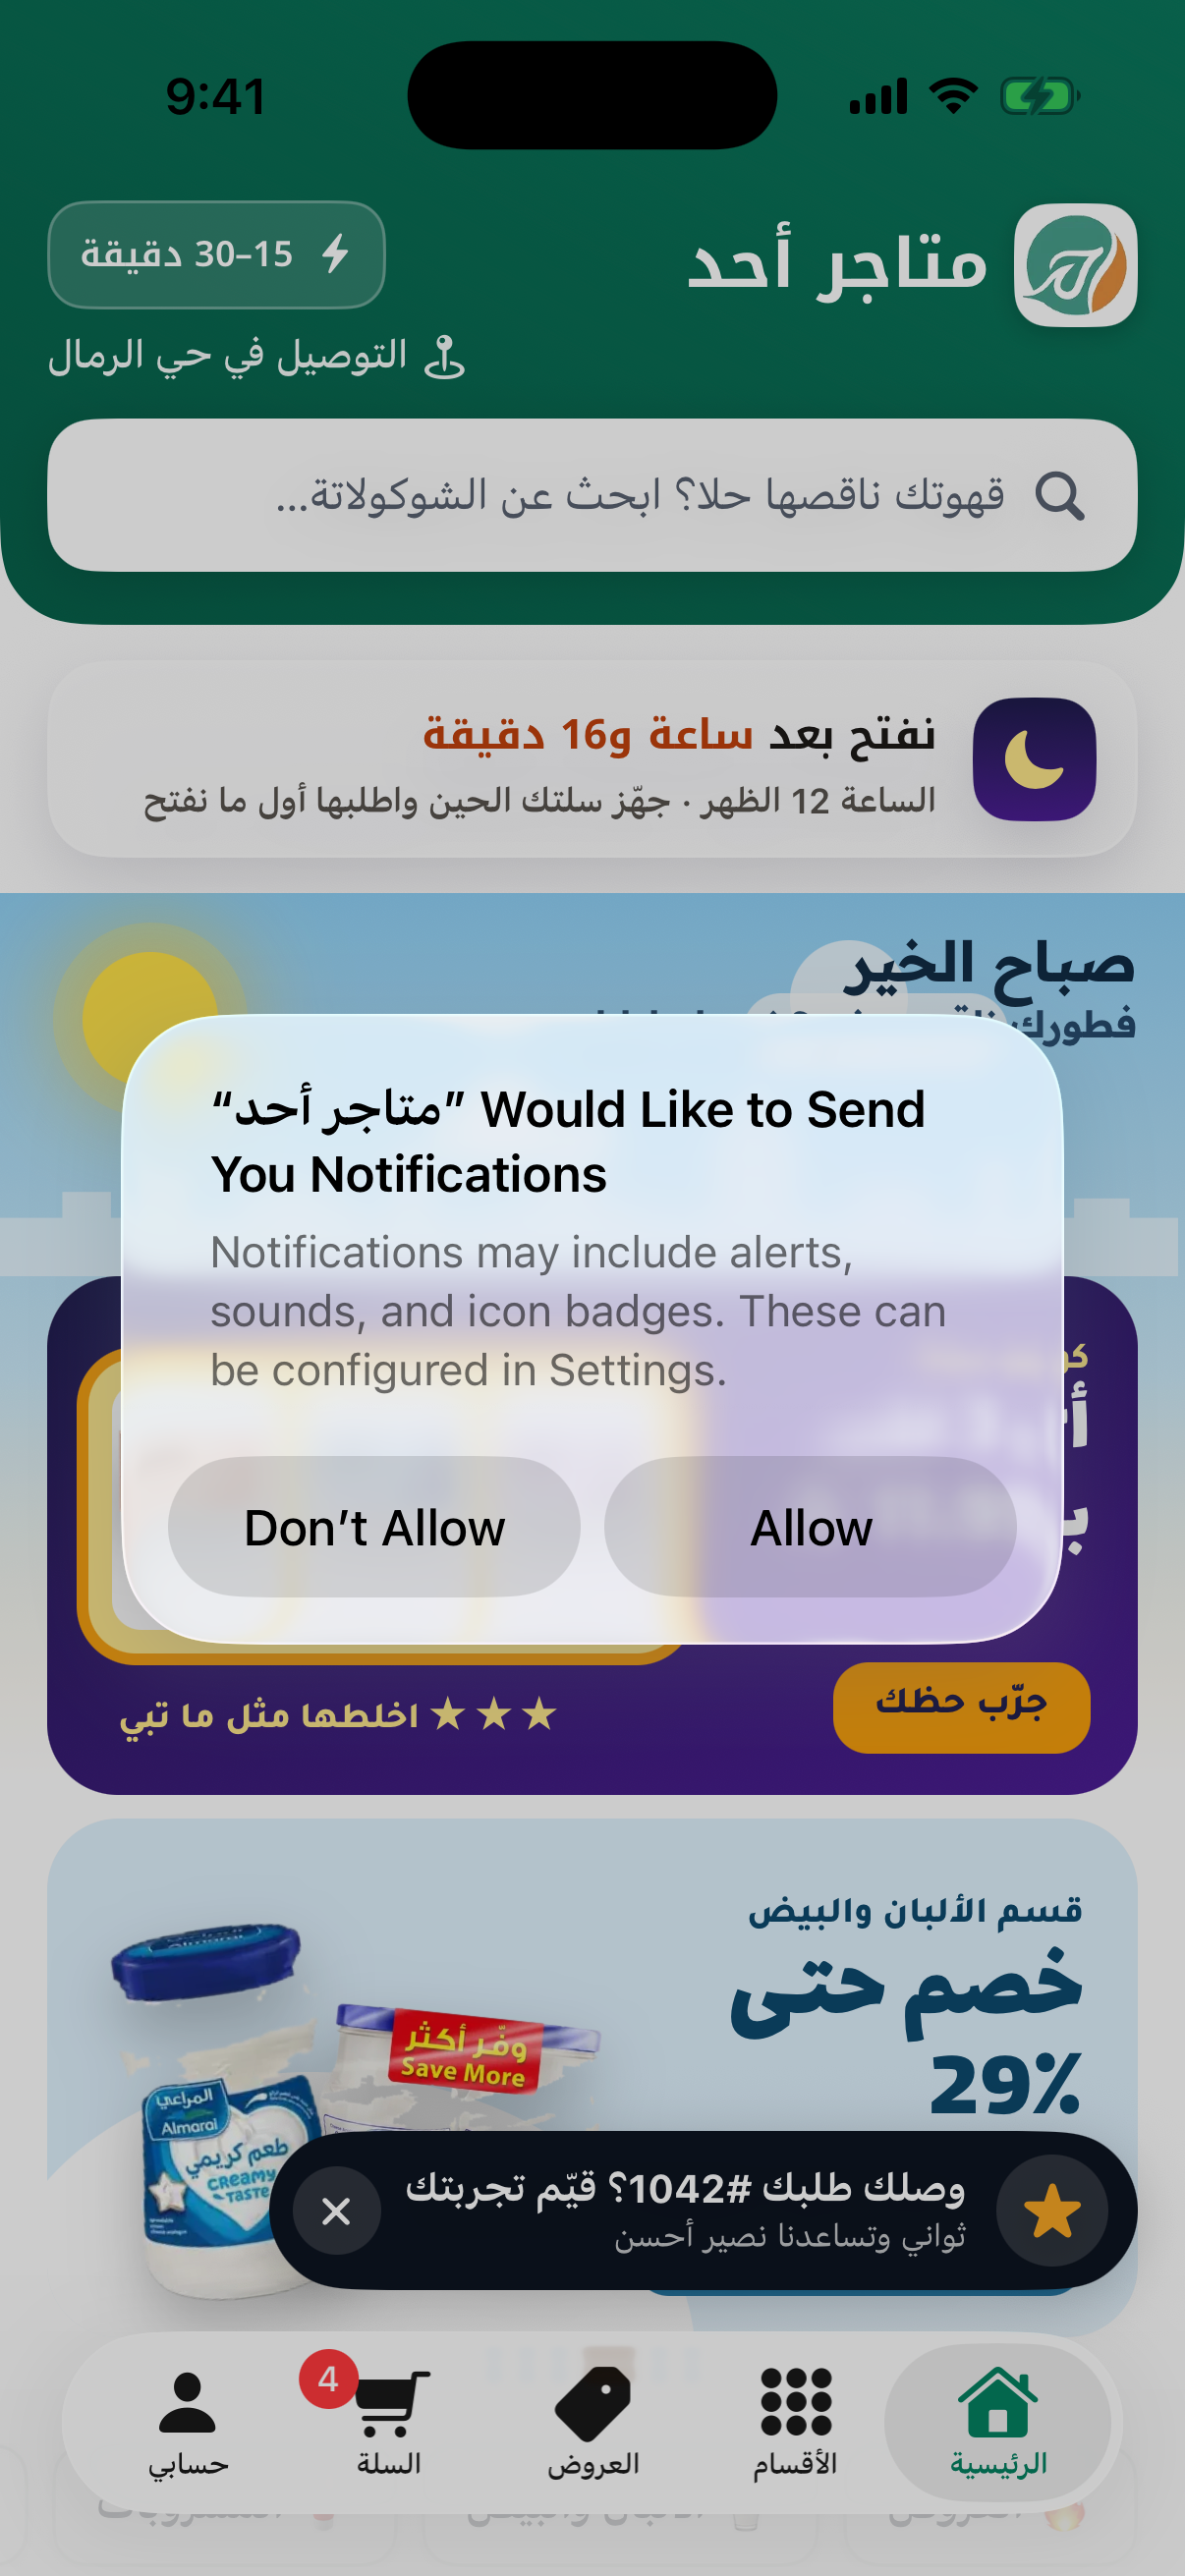 9:41
متاجر أحد
15–30 دقيقة
التوصيل في حي الرمال
قهوتك ناقصها حلا؟ ابحث عن الشوكولاتة...
نفتح بعد ساعة و16 دقيقة
الساعة 12 الظهر · جهّز سلتك الحين واطلبها أول ما نفتح
صباح الخير
فطورك
“متاجر أحد” Would Like to Send
You Notifications
Notifications may include alerts,
sounds, and icon badges. These can
be configured in Settings.
Don’t Allow
Allow
جرّب حظك
★★★ اخلطها مثل ما تبي
قسم الألبان والبيض
خصم حتى
29%
وفّر أكثر
Save More
المراعي
Almarai
طعم كريمي
CREAMY
TASTE
وصلك طلبك #1042؟ قيّم تجربتك
ثواني وتساعدنا نصير أحسن
الرئيسية
الأقسام
العروض
السلة
4
حسابي